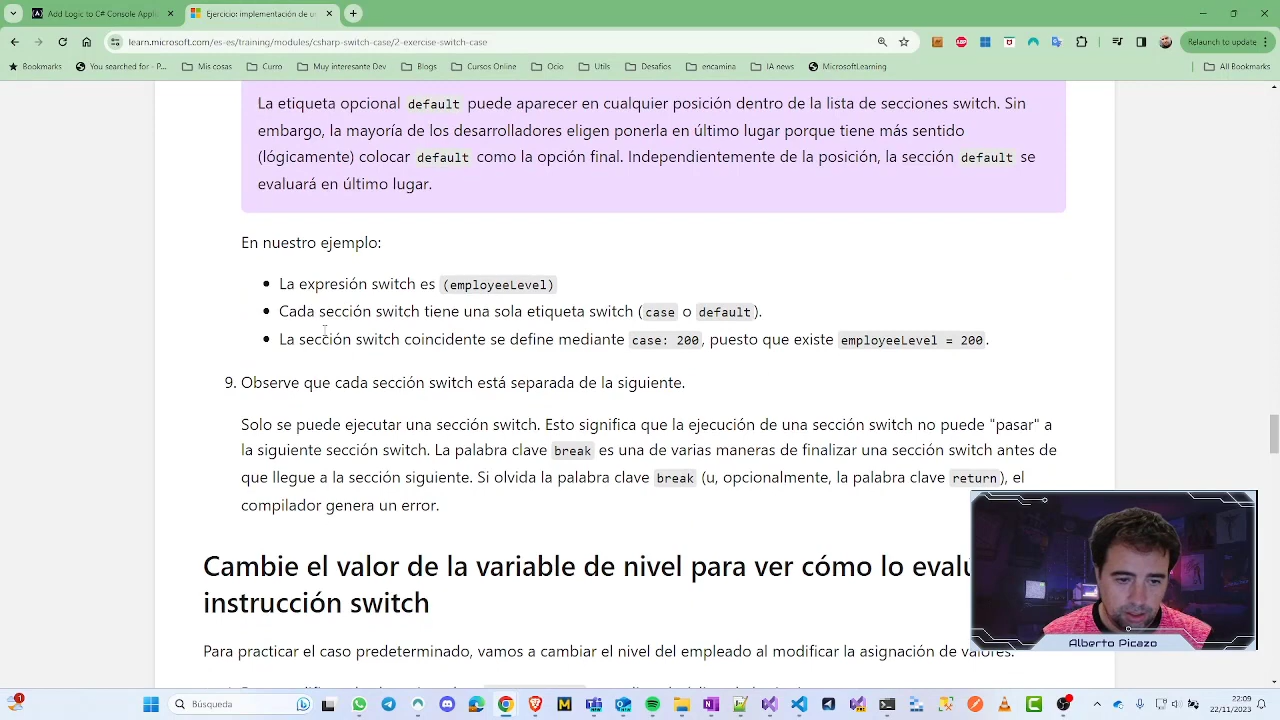 Add Logic to C# Console Applic
Ejercicio: implementación de u
learn.microsoft.com/es-es/training/modules/csharp-switch-case/2-exercise-switch-case
Relaunch to update
Bookmarks
You searched for - P...
Mis cosas
Curro
Muy interesante Dev
Blogs
Cursos Online
Ocio
Utils
Desafios
encamina
IA news
MicrosoftLearning
All Bookmarks
La etiqueta opcional default puede aparecer en cualquier posición dentro de la lista de secciones switch. Sin
embargo, la mayoría de los desarrolladores eligen ponerla en último lugar porque tiene más sentido
(lógicamente) colocar default como la opción final. Independientemente de la posición, la sección default se
evaluará en último lugar.
En nuestro ejemplo:
La expresión switch es (employeeLevel)
Cada sección switch tiene una sola etiqueta switch (case o default).
La sección switch coincidente se define mediante case: 200, puesto que existe employeeLevel = 200.
9. Observe que cada sección switch está separada de la siguiente.
Solo se puede ejecutar una sección switch. Esto significa que la ejecución de una sección switch no puede "pasar" a
la siguiente sección switch. La palabra clave break es una de varias maneras de finalizar una sección switch antes de
que llegue a la sección siguiente. Si olvida la palabra clave break (u, opcionalmente, la palabra clave return), el
compilador genera un error.
Cambie el valor de la variable de nivel para ver cómo lo evalú
instrucción switch
Para practicar el caso predeterminado, vamos a cambiar el nivel del empleado al modificar la asignación de valores.
Alberto Picazo
Búsqueda
22:09
22/11/2023